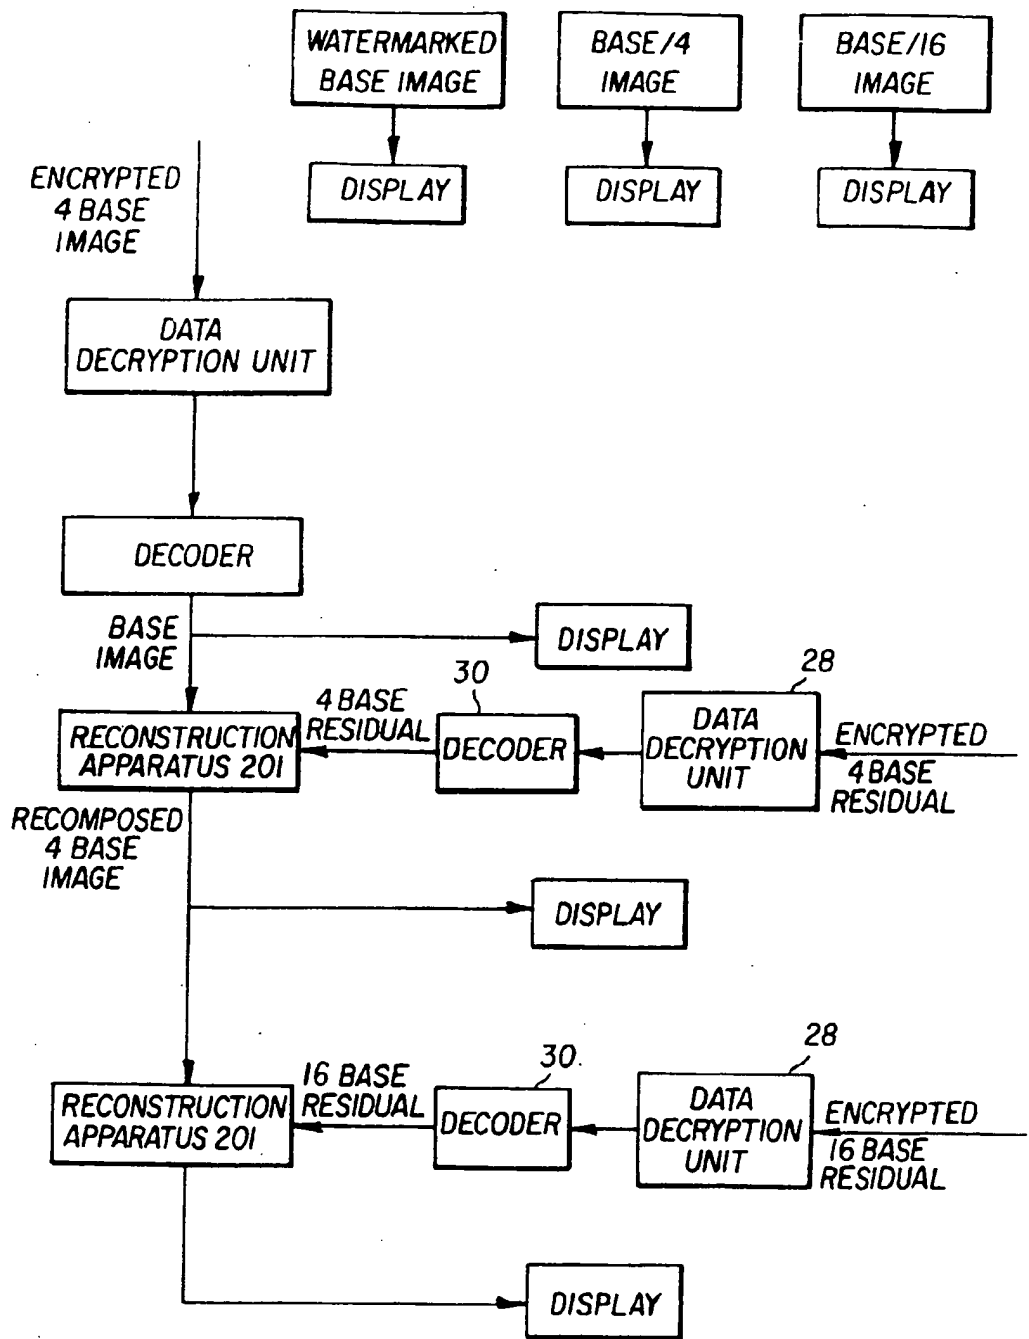 WATERMARKED
BASE IMAGE
BASE/4
IMAGE
BASE/16
IMAGE
DISPLAY
DISPLAY
DISPLAY
ENCRYPTED
4 BASE
IMAGE
DATA
DECRYPTION UNIT
DECODER
BASE
IMAGE
DISPLAY
RECONSTRUCTION
APPARATUS 201
4 BASE
RESIDUAL
30
DECODER
28
DATA
DECRYPTION
UNIT
ENCRYPTED
4 BASE
RESIDUAL
RECOMPOSED
4 BASE
IMAGE
DISPLAY
RECONSTRUCTION
APPARATUS 201
16 BASE
RESIDUAL
30
DECODER
28
DATA
DECRYPTION
UNIT
ENCRYPTED
16 BASE
RESIDUAL
DISPLAY